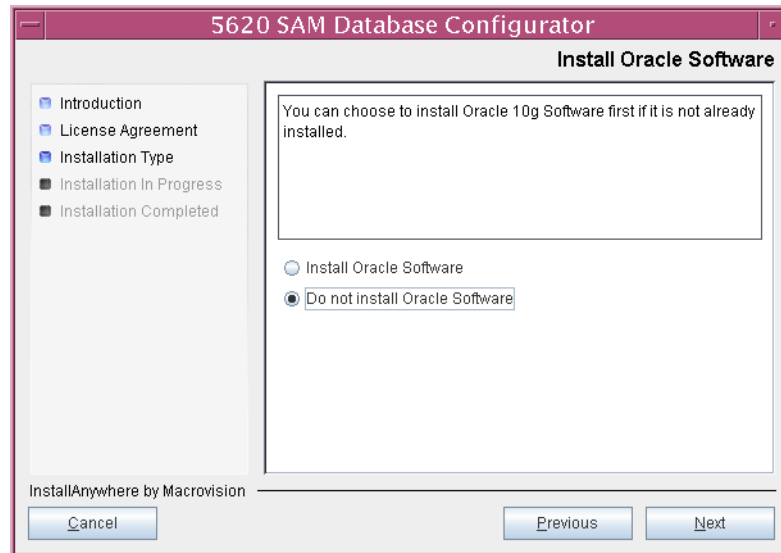 5620 SAM Database Configurator
Install Oracle Software
Introduction
License Agreement
Installation Type
Installation In Progress
Installation Completed
You can choose to install Oracle 10g Software first if it is not already
installed.
Install Oracle Software
Do not install Oracle Software
InstallAnywhere by Macrovision
Cancel
Previous
Next